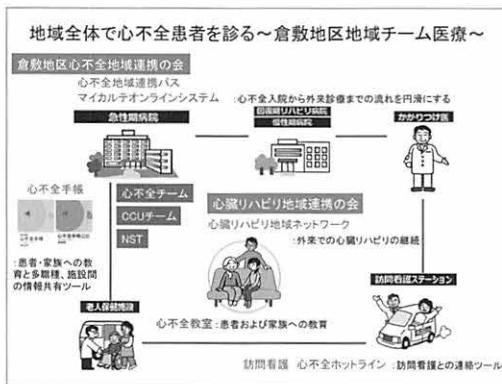 地域全体で心不全患者を診る～倉敷地区地域チーム医療～
倉敷地区心不全地域連携の会
心不全地域連携パス
マイカルテオンラインシステム
：心不全入院から外来診療までの流れを円滑にする
急性期病院
回復期リハビリ病院
慢性期病院
かかりつけ医
心不全手帳
心不全チーム
CCUチーム
NST
心臓リハビリ地域連携の会
心臓リハビリ地域ネットワーク
：外来での心臓リハビリの継続
：患者・家族への教
育と多職種、施設間
の情報共有ツール
老人保健施設
訪問看護ステーション
心不全教室：患者および家族への教育
訪問看護 心不全ホットライン：訪問看護との連絡ツール